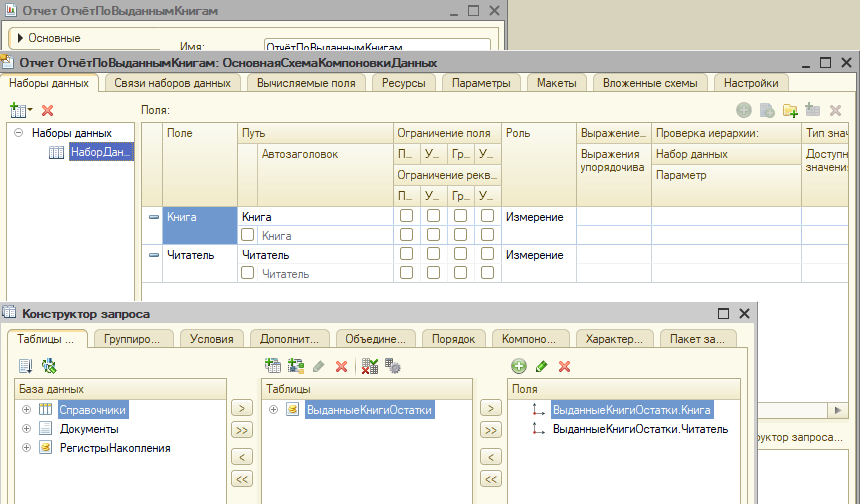 Отчет ОтчётПоВыданнымКнигам
Основные
Имя:
ОтчётПоВыданнымКнигам
Отчет ОтчётПоВыданнымКнигам: ОсновнаяСхемаКомпоновкиДанных
Наборы данных Связи наборов данных Вычисляемые поля Ресурсы Параметры Макеты Вложенные схемы Настройки
Поля:
Наборы данных
НаборДан...
Поле Путь Ограничение поля Роль Выражение... Проверка иерархии: Тип знач
Автозаголовок П... У... Гр... У... Выражения упорядочива Набор данных Доступн значени
Ограничение рекв... Параметр
П... У... Гр... У...
Книга Книга Измерение
Книга
Читатель Читатель Измерение
Читатель
Конструктор запроса
Таблицы ... Группиро... Условия Дополнит... Объедине... Порядок Компоно... Характер... Пакет за...
База данных Таблицы Поля
Справочники ВыданныеКнигиОстатки ВыданныеКнигиОстатки.Книга
Документы ВыданныеКнигиОстатки.Читатель
РегистрыНакопления
руктор запроса...